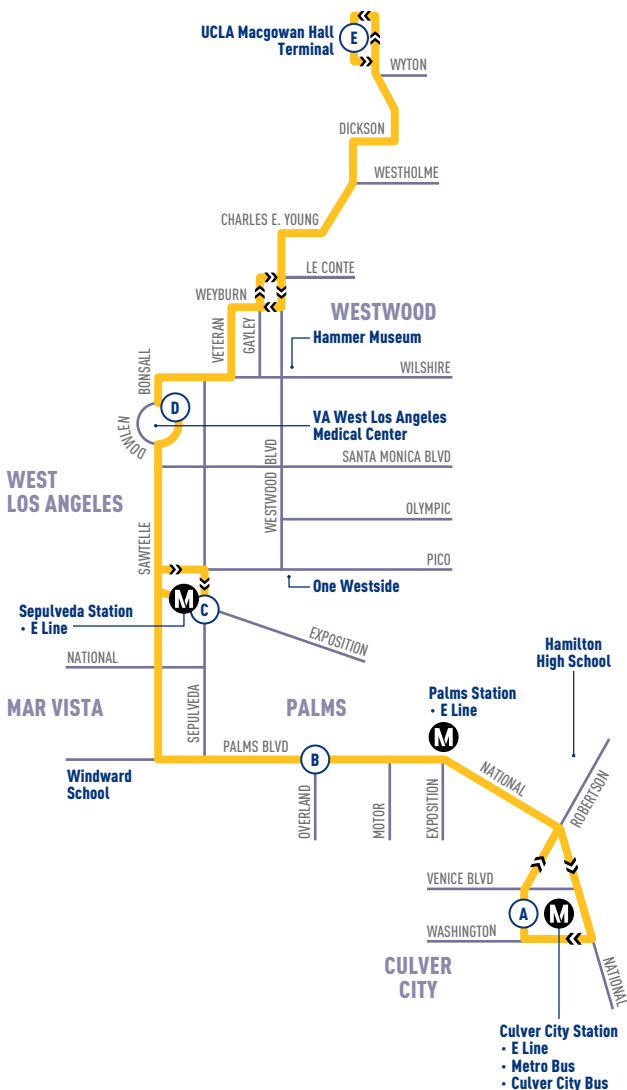 UCLA Macgowan Hall
Terminal
E
WYTON
DICKSON
WESTHOLME
CHARLES E. YOUNG
LE CONTE
WEYBURN
WESTWOOD
VETERAN
GAYLEY
Hammer Museum
BONSALL
WILSHIRE
D
DOWLEN
VA West Los Angeles
Medical Center
WESTWOOD BLVD
SANTA MONICA BLVD
WEST
LOS ANGELES
OLYMPIC
SAWTELLE
PICO
One Westside
M
C
Sepulveda Station
• E Line
EXPOSITION
Hamilton
High School
NATIONAL
SEPULVEDA
MAR VISTA
PALMS
Palms Station
• E Line
M
PALMS BLVD
B
NATIONAL
Windward
School
OVERLAND
MOTOR
EXPOSITION
ROBERTSON
VENICE BLVD
A
M
WASHINGTON
CULVER
CITY
NATIONAL
Culver City Station
• E Line
• Metro Bus
• Culver City Bus